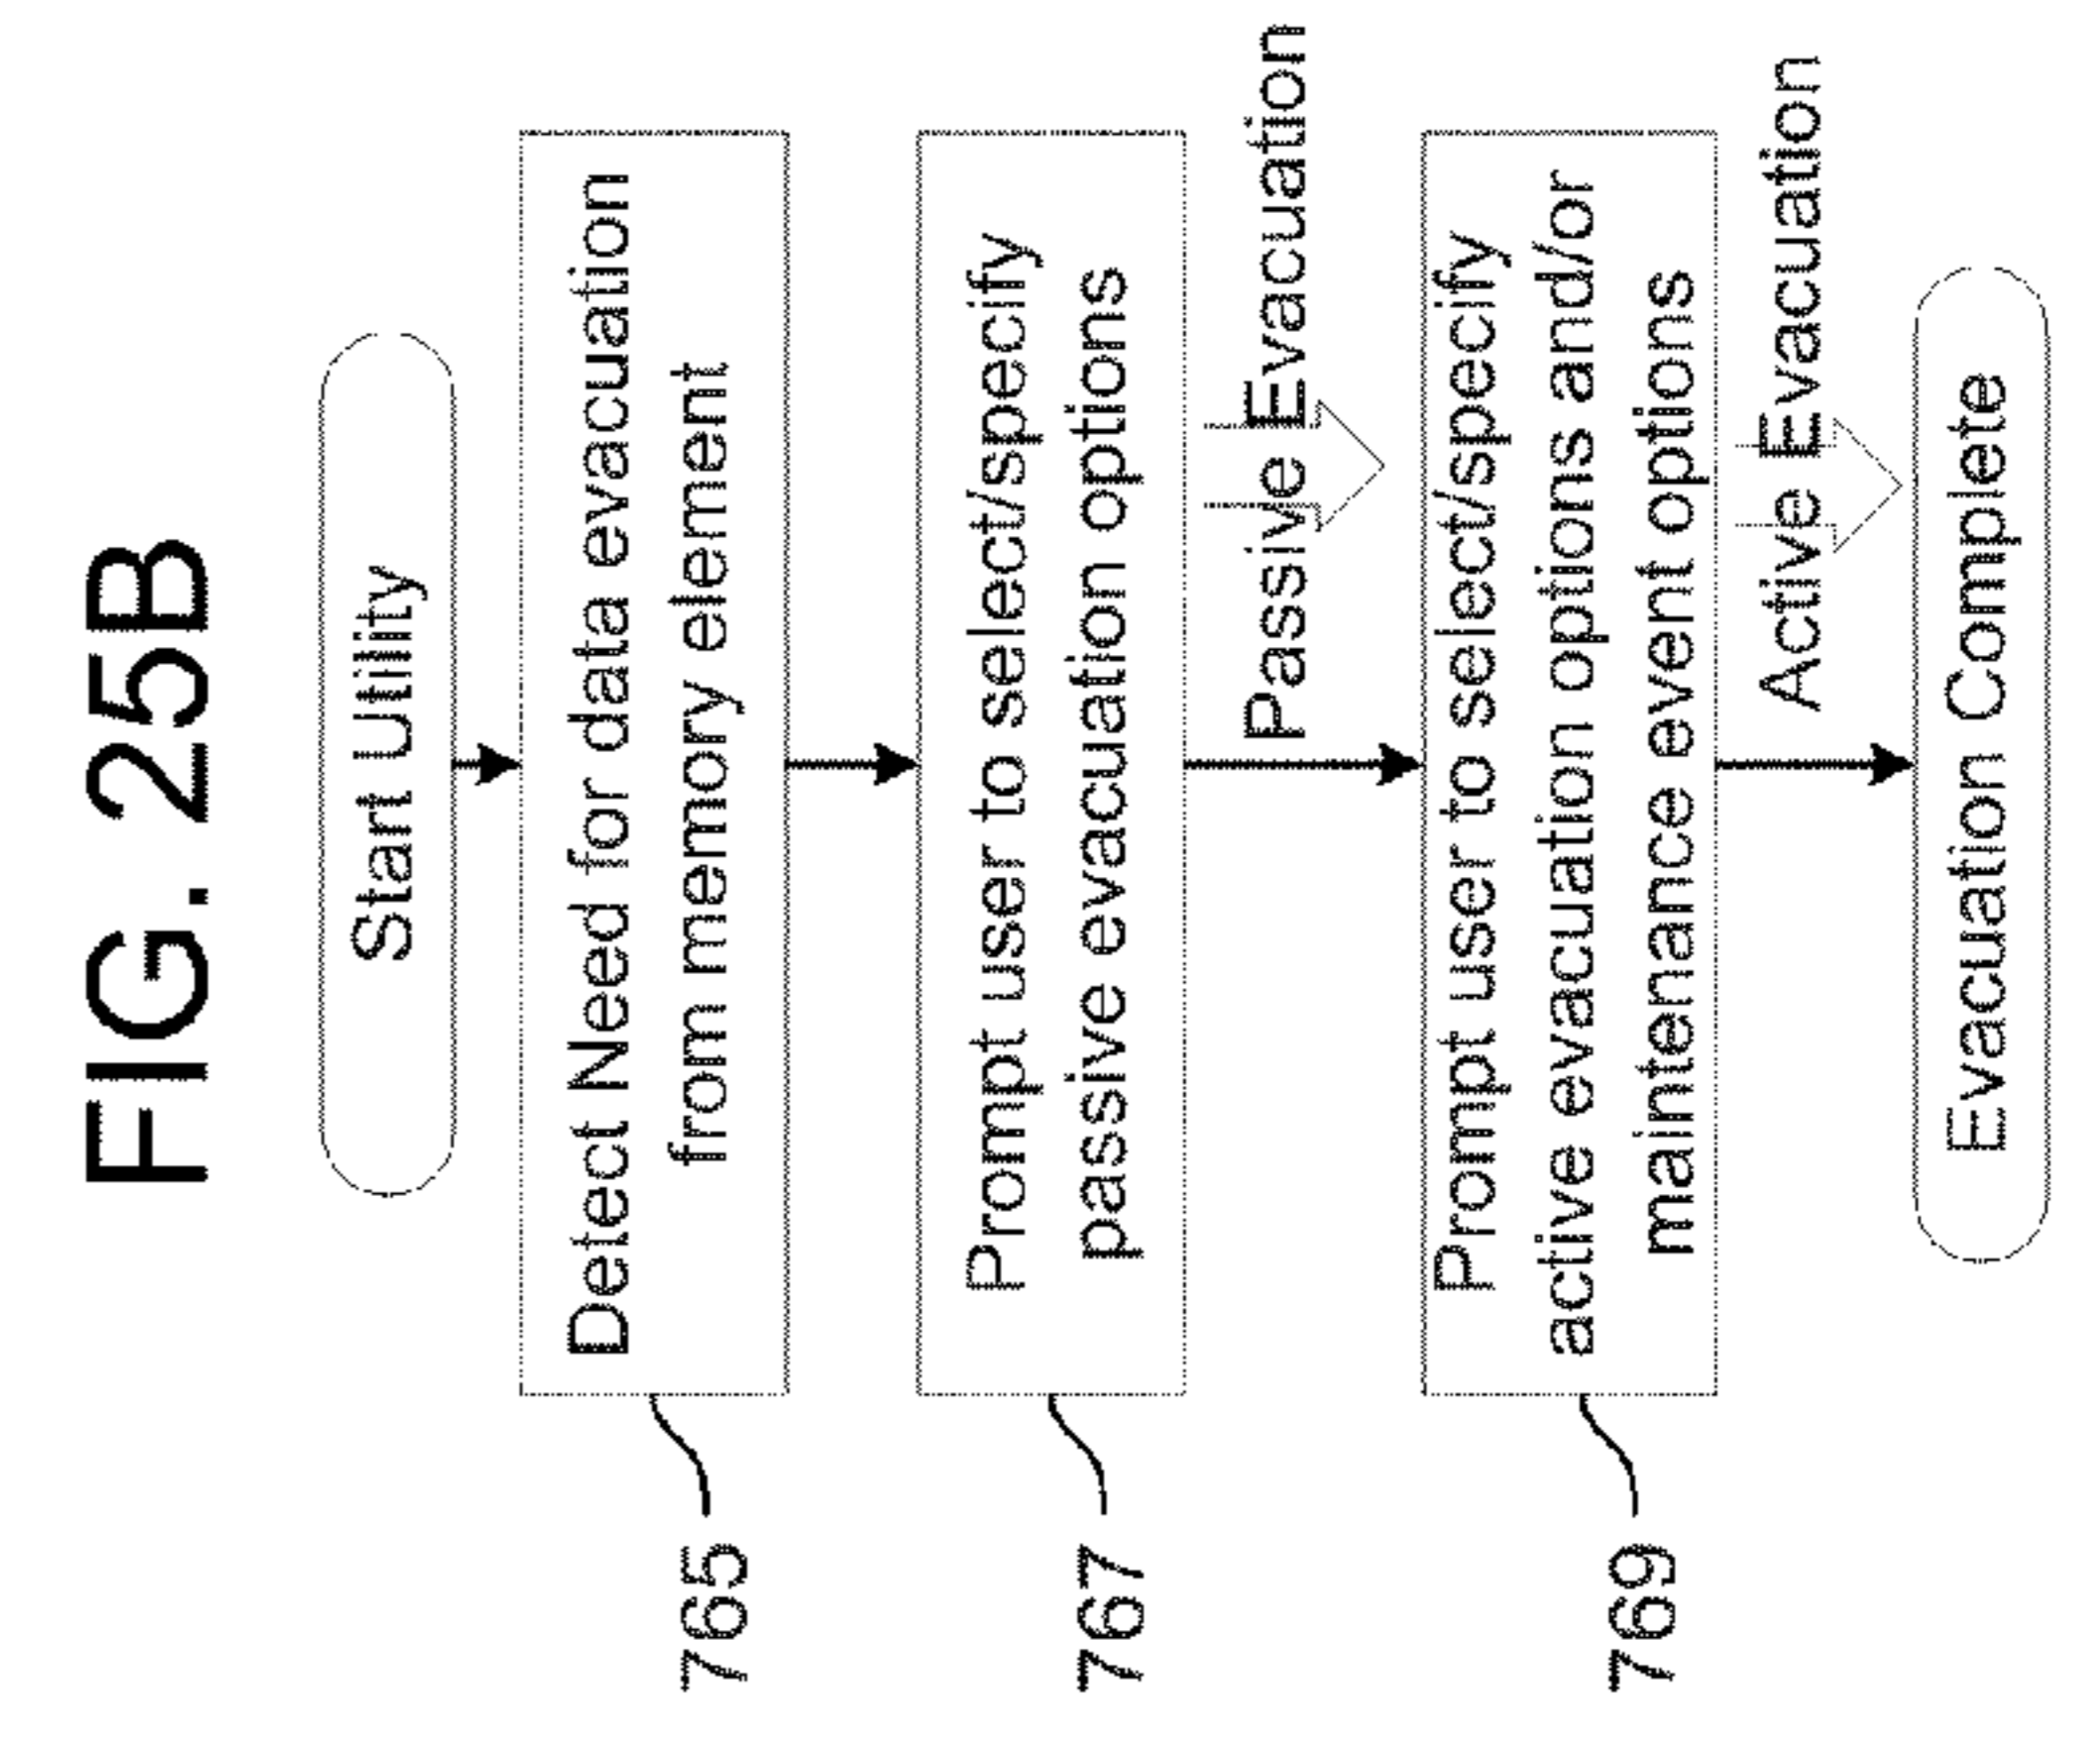 FIG. 25B
Start Utility
Detect Need for data evacuation
from memory element
765
Prompt user to select/specify
passive evacuation options
767
Passive Evacuation
Prompt user to select/specify
active evacuation options and/or
maintenance event options
769
Active Evacuation
Evacuation Complete